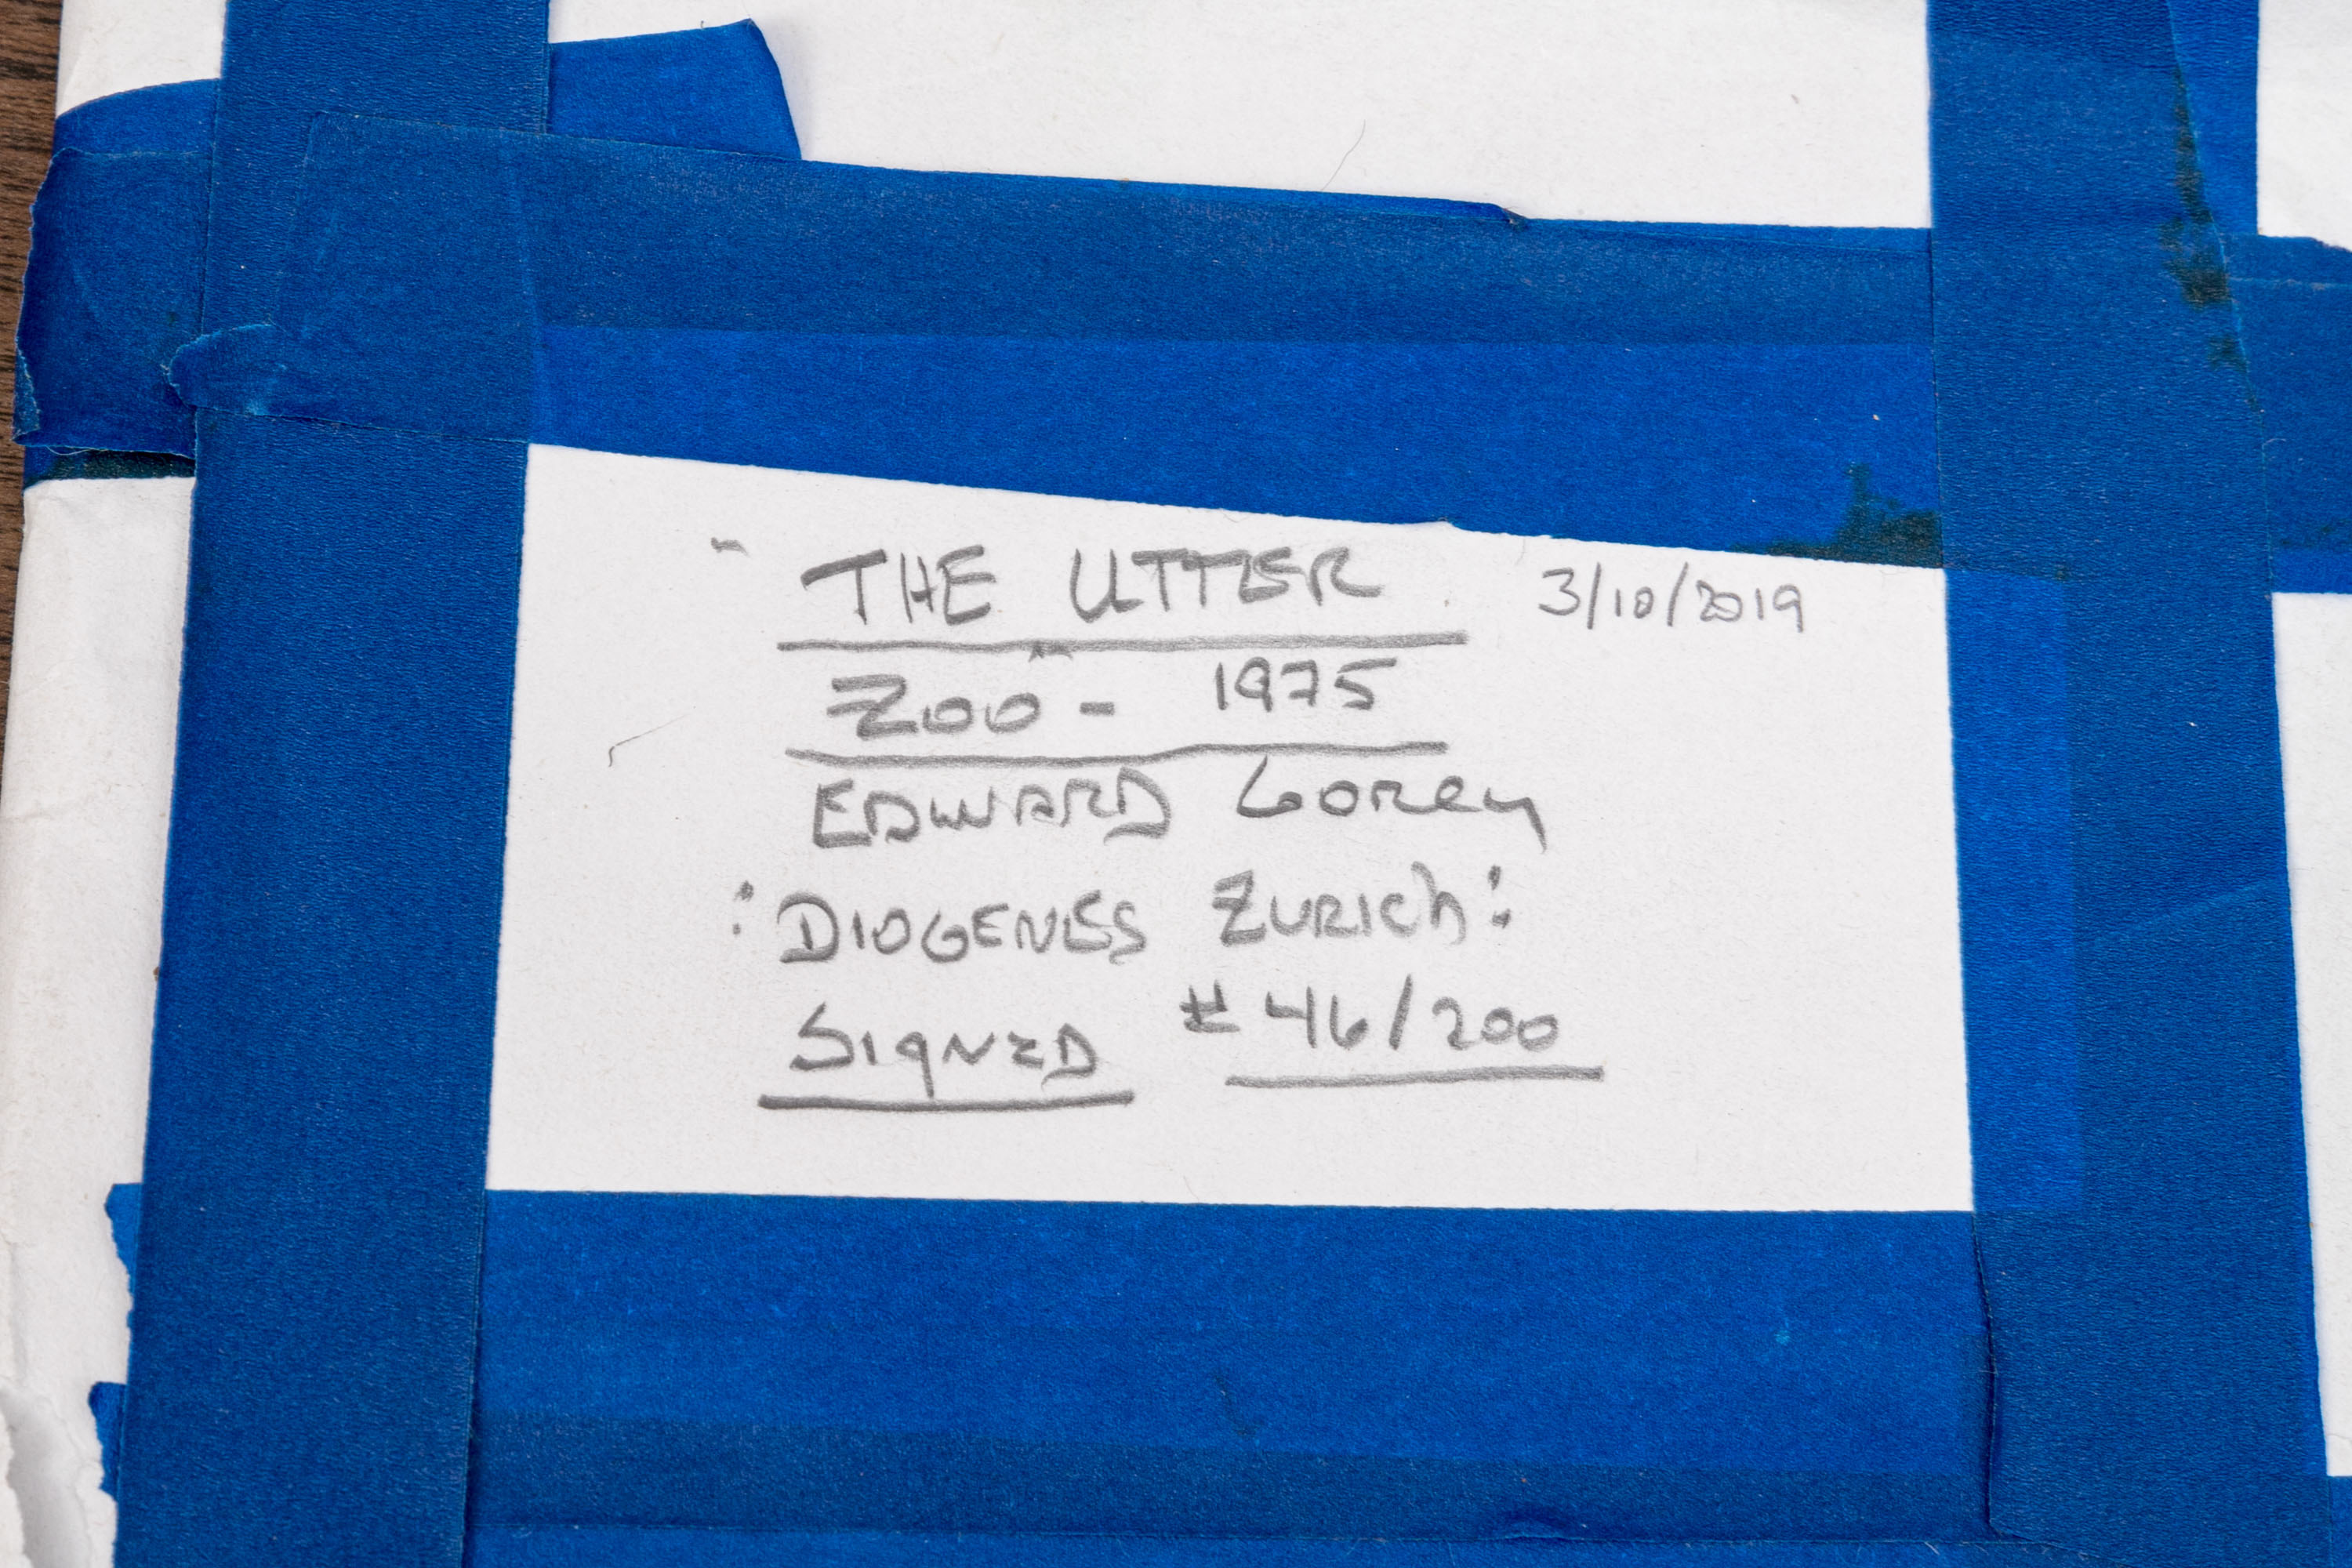 " THE UTTER 3/10/2019
ZOO" - 1975
EDWARD Gorey
: DIOGENES ZURICh :
SIGNED # 46/200